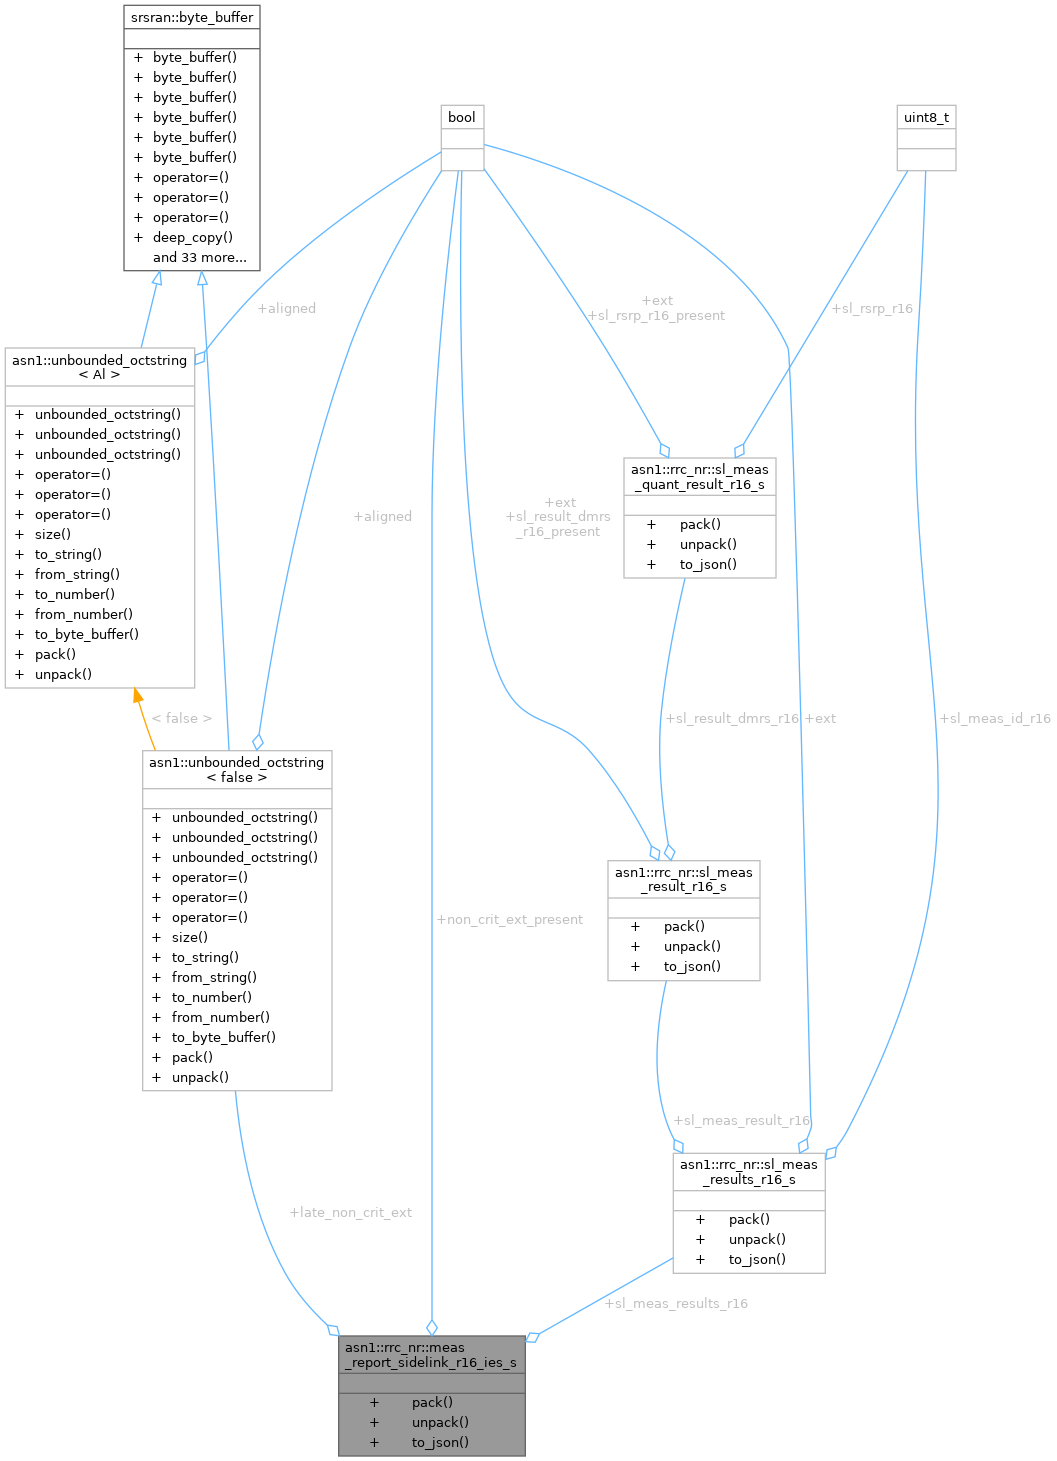 srsran::byte_buffer
+ byte_buffer()
+ byte_buffer()
+ byte_buffer()
+ byte_buffer()
+ byte_buffer()
+ byte_buffer()
+ operator=()
+ operator=()
+ operator=()
+ deep_copy()
and 33 more...
bool
uint8_t
+aligned
+ext
+sl_rsrp_r16_present
+sl_rsrp_r16
asn1::unbounded_octstring
< Al >
+ unbounded_octstring()
+ unbounded_octstring()
+ unbounded_octstring()
+ operator=()
+ operator=()
+ operator=()
+ size()
+ to_string()
+ from_string()
+ to_number()
+ from_number()
+ to_byte_buffer()
+ pack()
+ unpack()
+aligned
+ext
+sl_result_dmrs
_r16_present
asn1::rrc_nr::sl_meas
_quant_result_r16_s
+ pack()
+ unpack()
+ to_json()
< false >
+sl_result_dmrs_r16
+ext
+sl_meas_id_r16
asn1::unbounded_octstring
< false >
+ unbounded_octstring()
+ unbounded_octstring()
+ unbounded_octstring()
+ operator=()
+ operator=()
+ operator=()
+ size()
+ to_string()
+ from_string()
+ to_number()
+ from_number()
+ to_byte_buffer()
+ pack()
+ unpack()
+non_crit_ext_present
asn1::rrc_nr::sl_meas
_result_r16_s
+ pack()
+ unpack()
+ to_json()
+sl_meas_result_r16
asn1::rrc_nr::sl_meas
_results_r16_s
+ pack()
+ unpack()
+ to_json()
+late_non_crit_ext
+sl_meas_results_r16
asn1::rrc_nr::meas
_report_sidelink_r16_ies_s
+ pack()
+ unpack()
+ to_json()